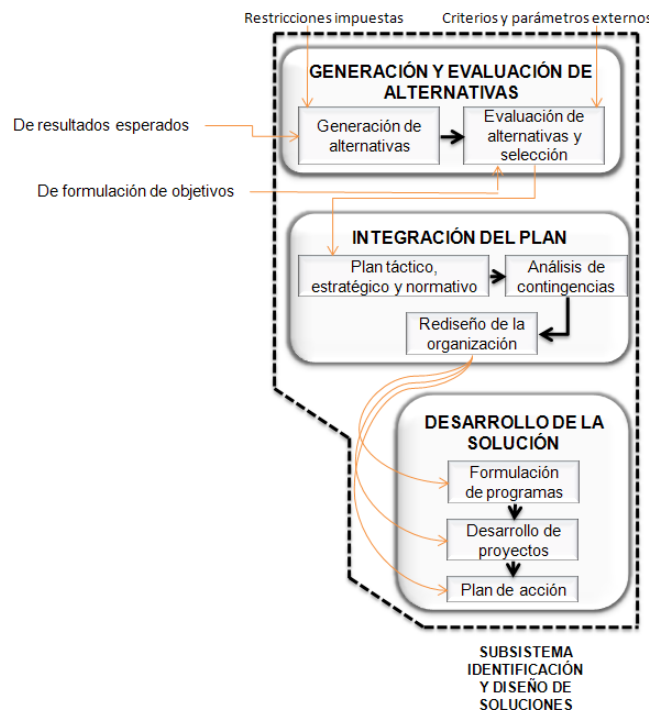 Restricciones impuestas
Criterios y parámetros externos
GENERACIÓN Y EVALUACIÓN DE
ALTERNATIVAS
De resultados esperados
Generación de
alternativas
Evaluación de
alternativas y
selección
De formulación de objetivos
INTEGRACIÓN DEL PLAN
Plan táctico,
estratégico y normativo
Análisis de
contingencias
Rediseño de la
organización
DESARROLLO DE LA
SOLUCIÓN
Formulación
de programas
Desarrollo de
proyectos
Plan de acción
SUBSISTEMA
IDENTIFICACIÓN
Y DISEÑO DE
SOLUCIONES